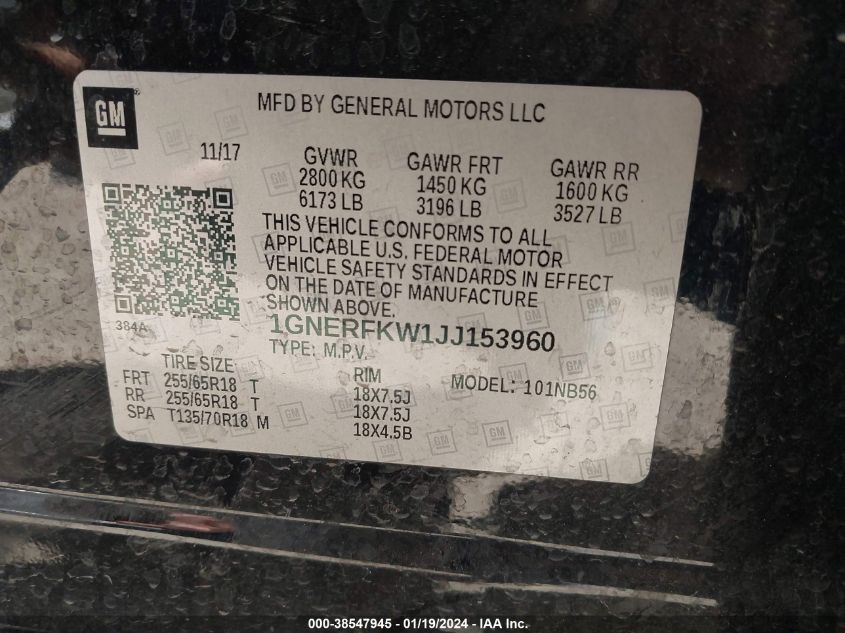 GM
MFD BY GENERAL MOTORS LLC
11/17
GVWR
2800 KG
6173 LB
GAWR FRT
1450 KG
3196 LB
GAWR RR
1600 KG
3527 LB
THIS VEHICLE CONFORMS TO ALL
APPLICABLE U.S. FEDERAL MOTOR
VEHICLE SAFETY STANDARDS IN EFFECT
ON THE DATE OF MANUFACTURE
SHOWN ABOVE.
384A
1GNERFKW1JJ153960
TYPE: M.P.V.
TIRE SIZE
RIM
MODEL: 101NB56
FRT 255/65R18 T 18X7.5J
RR 255/65R18 T 18X7.5J
SPA T135/70R18 M 18X4.5B
000-38547945 - 01/19/2024 - IAA Inc.